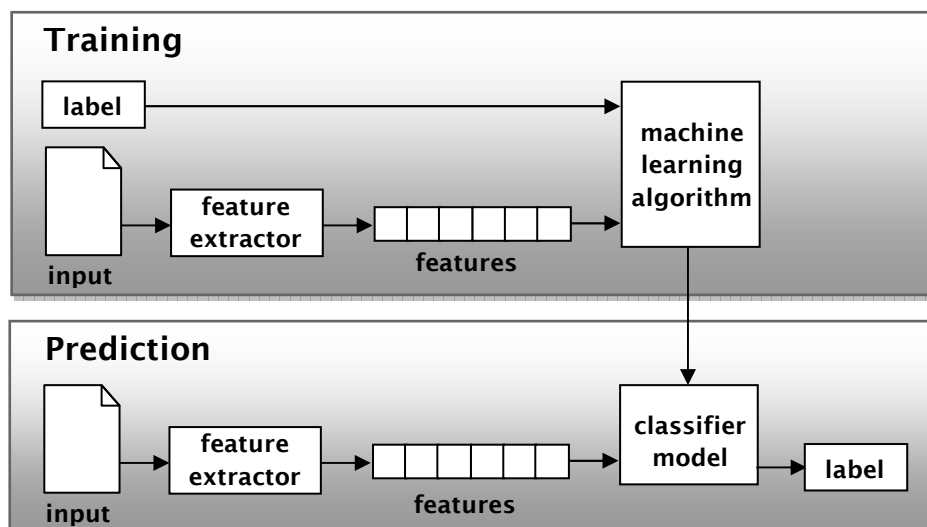 Training
label
machine
learning
algorithm
feature
extractor
features
input
Prediction
feature
extractor
features
input
classifier
model
label